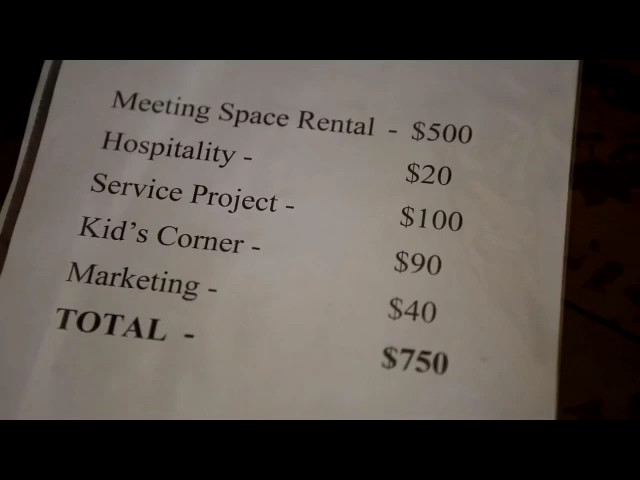 Meeting Space Rental - $500
Hospitality - $20
Service Project - $100
Kid's Corner - $90
Marketing - $40
TOTAL - $750